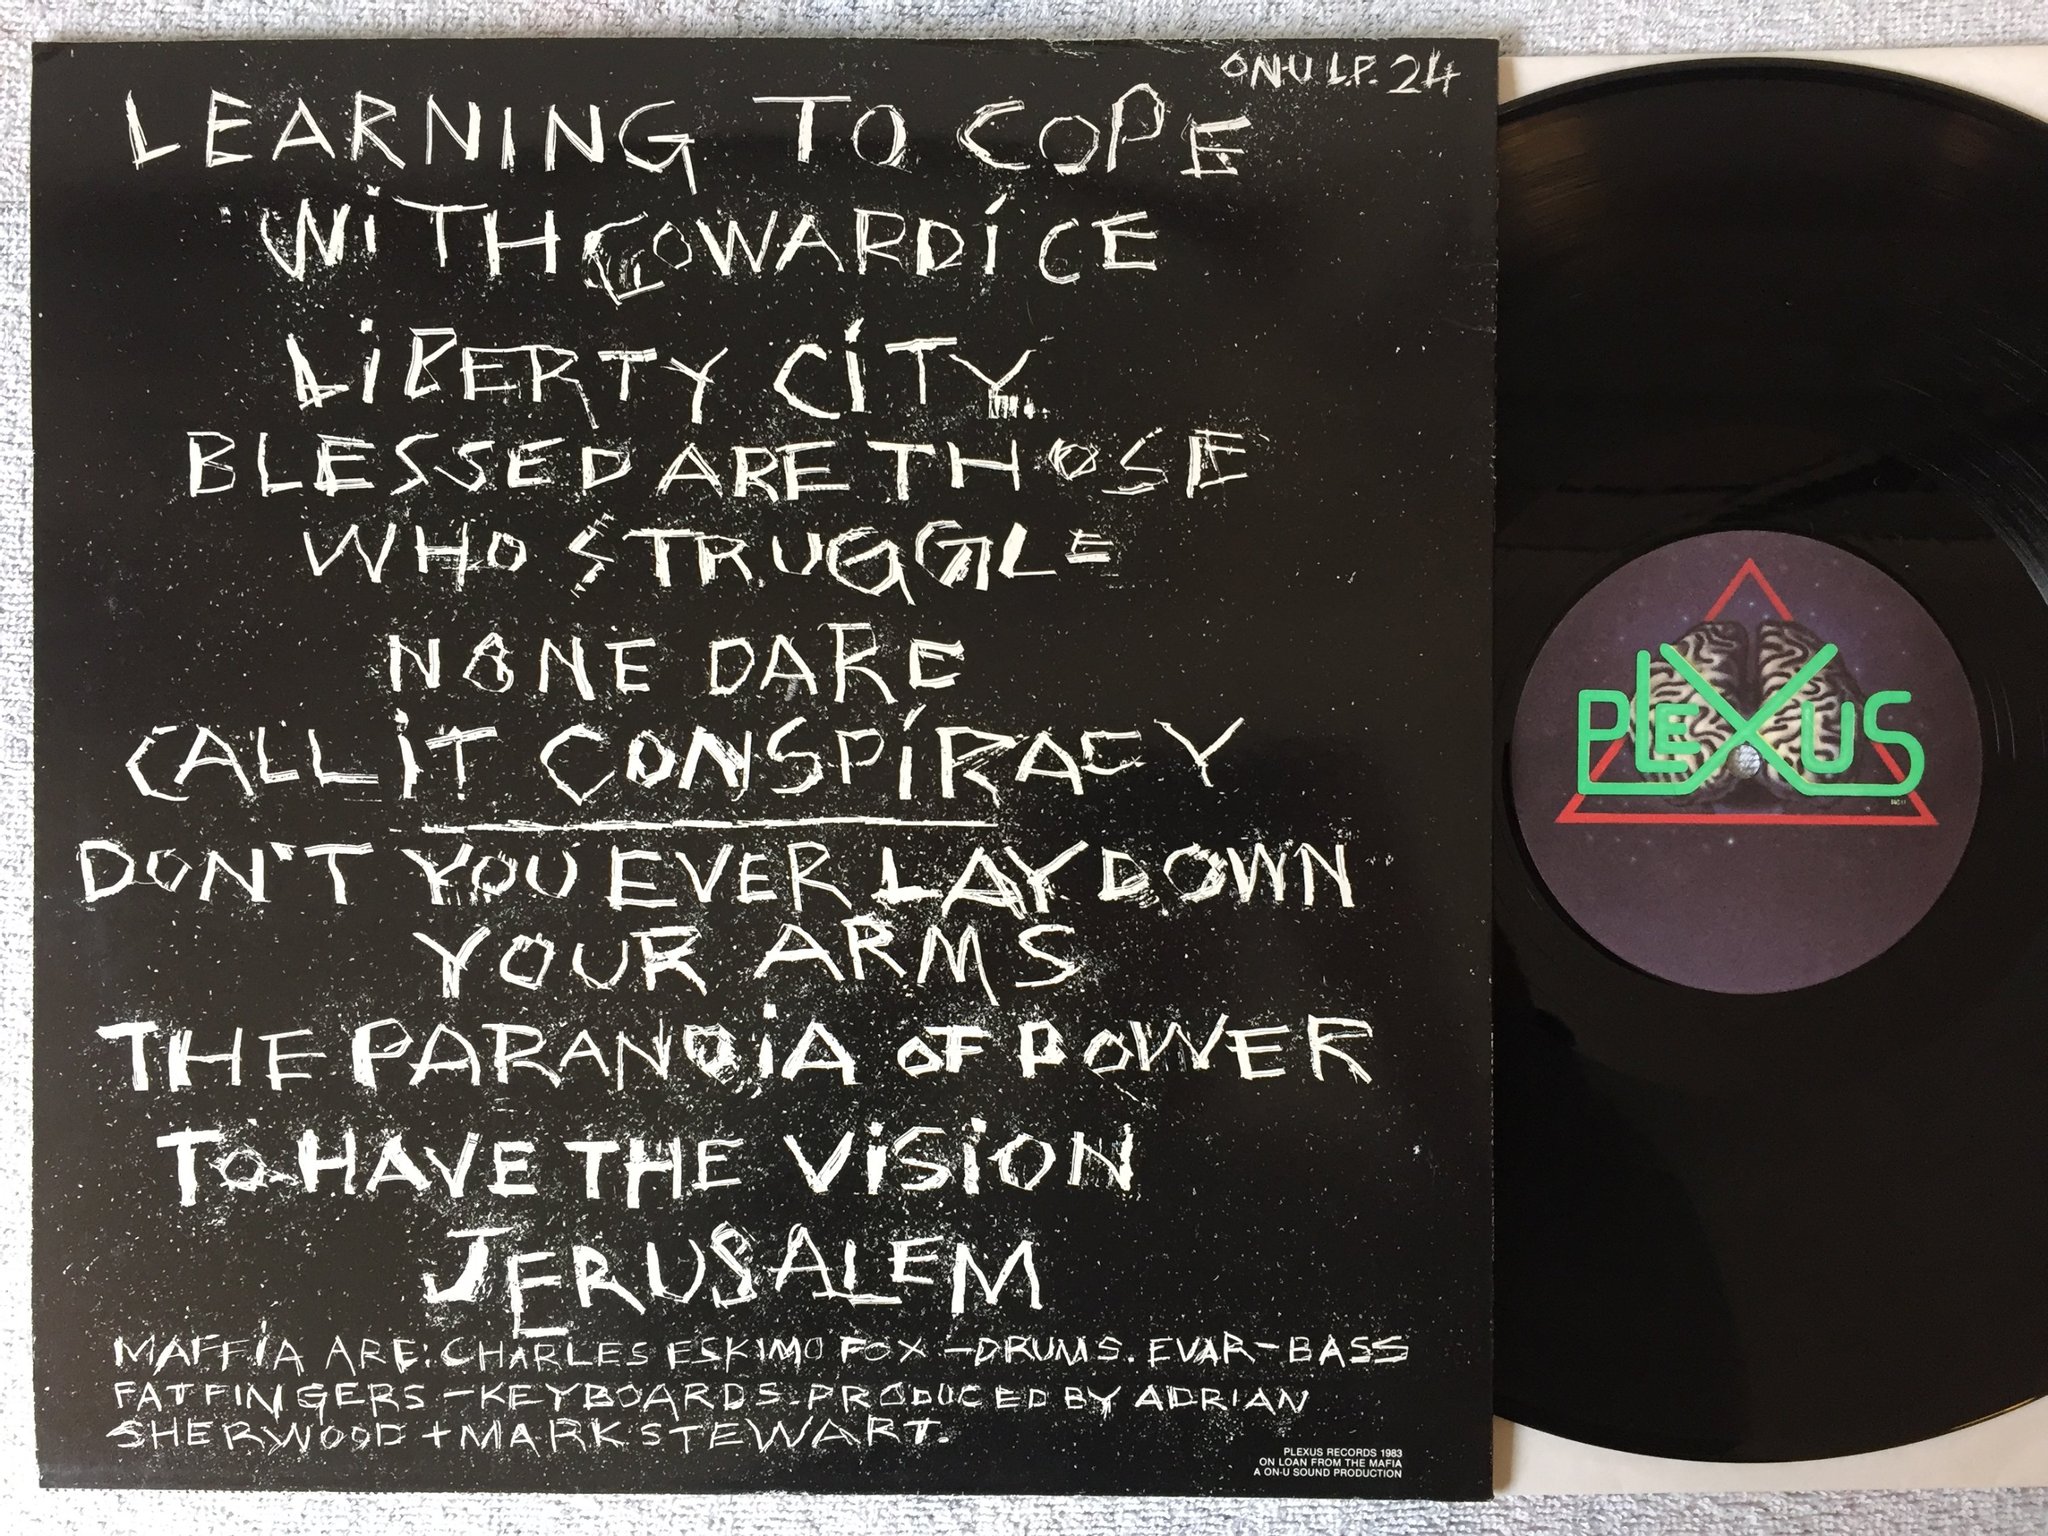 ON-U L.P. 24
LEARNING TO COPE
WITH COWARDICE
LIBERTY CITY
BLESSED ARE THOSE
WHO STRUGGLE
NONE DARE
CALL IT CONSPIRACY
DON'T YOU EVER LAY DOWN
YOUR ARMS
THE PARANOIA OF POWER
TO HAVE THE VISION
JERUSALEM
MAFFIA ARE: CHARLES ESKIMO FOX - DRUMS. EVAR - BASS
FATFINGERS - KEYBOARDS. PRODUCED BY ADRIAN
SHERWOOD + MARK STEWART.
PLEXUS RECORDS 1983
ON LOAN FROM THE MAFIA
A ON-U SOUND PRODUCTION
PLEXUS